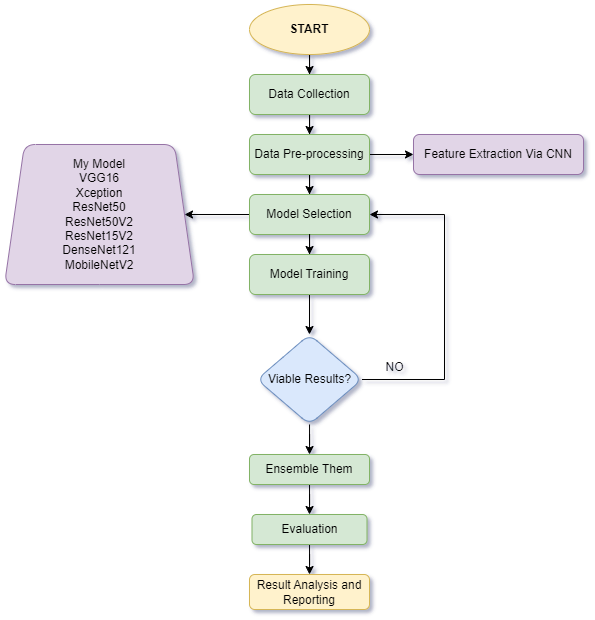 START
Data Collection
Data Pre-processing
Feature Extraction Via CNN
My Model
VGG16
Xception
ResNet50
ResNet50V2
ResNet15V2
DenseNet121
MobileNetV2
Model Selection
Model Training
Viable Results?
NO
Ensemble Them
Evaluation
Result Analysis and
Reporting